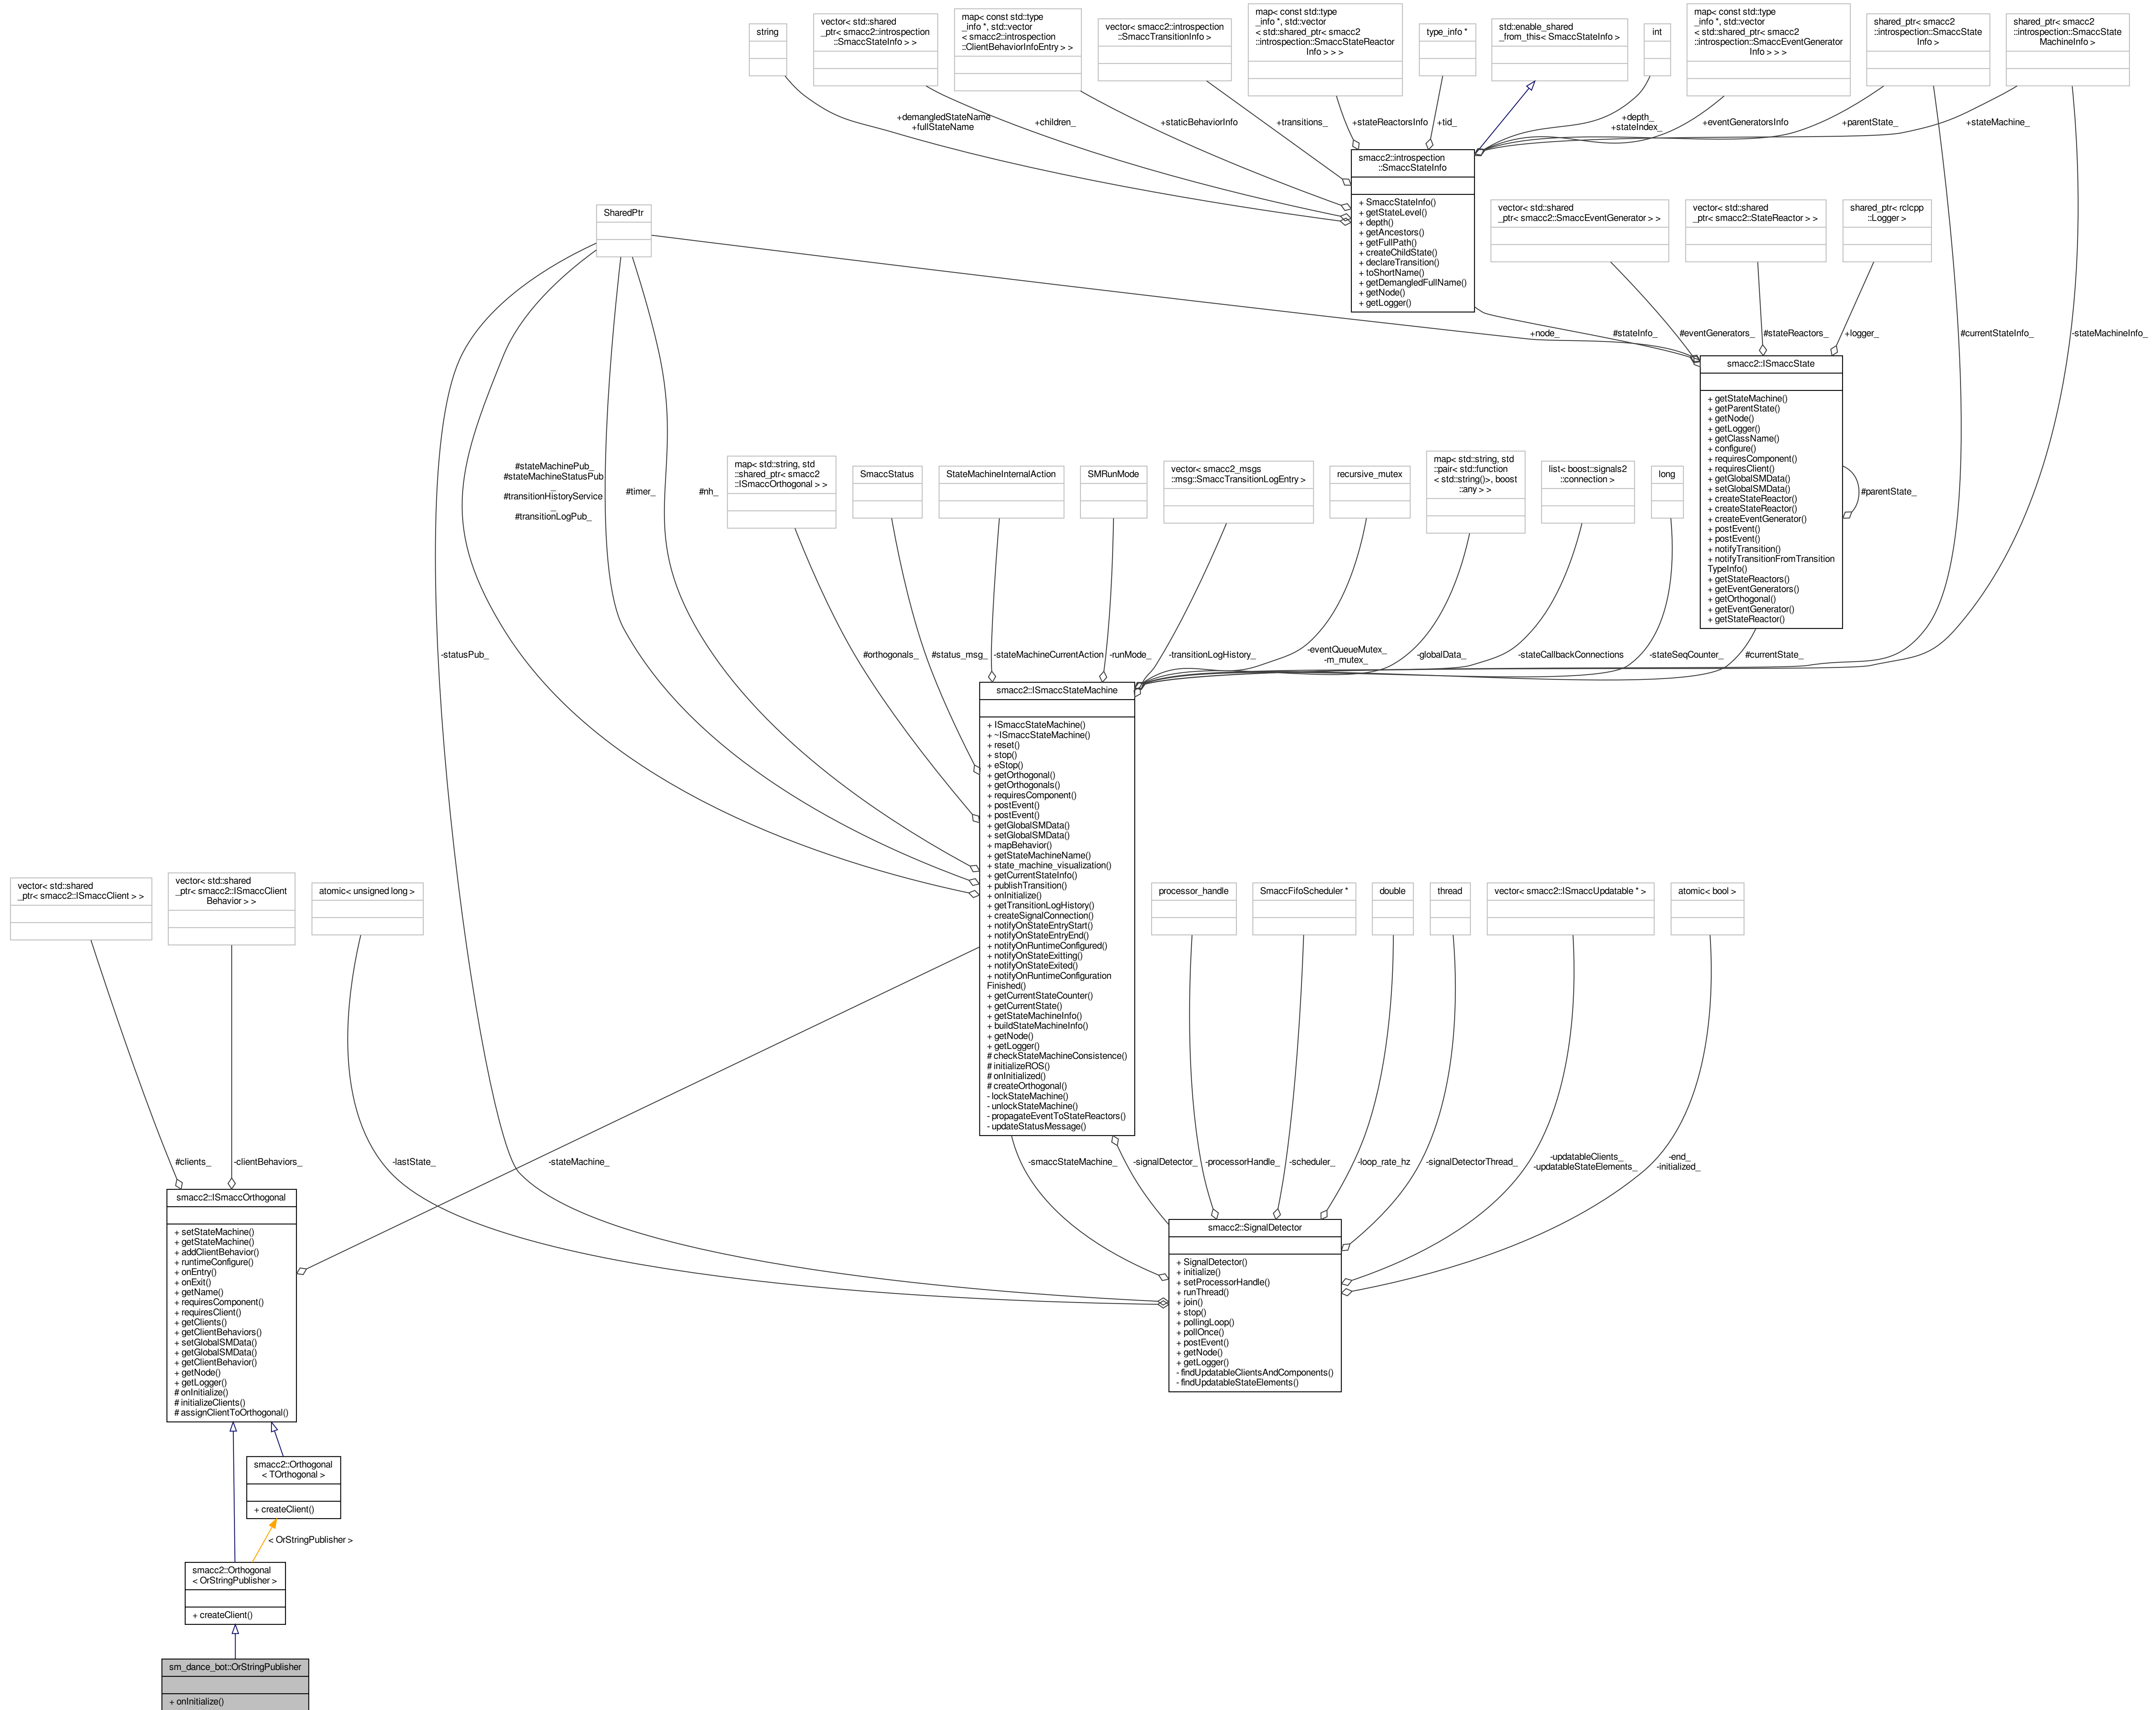 string
vector< std::shared
_ptr< smacc2::introspection
::SmaccStateInfo > >
map< const std::type
_info *, std::vector
< smacc2::introspection
::ClientBehaviorInfoEntry > >
vector< smacc2::introspection
::SmaccTransitionInfo >
map< const std::type
_info *, std::vector
< std::shared_ptr< smacc2
::introspection::SmaccStateReactor
Info > > >
type_info *
std::enable_shared
_from_this< SmaccStateInfo >
int
map< const std::type
_info *, std::vector
< std::shared_ptr< smacc2
::introspection::SmaccEventGenerator
Info > > >
shared_ptr< smacc2
::introspection::SmaccState
Info >
shared_ptr< smacc2
::introspection::SmaccState
MachineInfo >
+demangledStateName
+fullStateName
+children_
+staticBehaviorInfo
+transitions_
+stateReactorsInfo
+tid_
+depth_
+stateIndex_
+eventGeneratorsInfo
+parentState_
+stateMachine_
smacc2::introspection
::SmaccStateInfo
+ SmaccStateInfo()
+ getStateLevel()
+ depth()
+ getAncestors()
+ getFullPath()
+ createChildState()
+ declareTransition()
+ toShortName()
+ getDemangledFullName()
+ getNode()
+ getLogger()
SharedPtr
vector< std::shared
_ptr< smacc2::SmaccEventGenerator > >
vector< std::shared
_ptr< smacc2::StateReactor > >
shared_ptr< rclcpp
::Logger >
+node_
#stateInfo_
#eventGenerators_
#stateReactors_
+logger_
#currentStateInfo_
-stateMachineInfo_
smacc2::ISmaccState
+ getStateMachine()
+ getParentState()
+ getNode()
+ getLogger()
+ getClassName()
+ configure()
+ requiresComponent()
+ requiresClient()
+ getGlobalSMData()
+ setGlobalSMData()
+ createStateReactor()
+ createStateReactor()
+ createEventGenerator()
+ postEvent()
+ postEvent()
+ notifyTransition()
+ notifyTransitionFromTransition
TypeInfo()
+ getStateReactors()
+ getEventGenerators()
+ getOrthogonal()
+ getEventGenerator()
+ getStateReactor()
#parentState_
#stateMachinePub_
#stateMachineStatusPub
_
#transitionHistoryService
_
#transitionLogPub_
#timer_
#nh_
map< std::string, std
::shared_ptr< smacc2
::ISmaccOrthogonal > >
SmaccStatus
StateMachineInternalAction
SMRunMode
vector< smacc2_msgs
::msg::SmaccTransitionLogEntry >
recursive_mutex
map< std::string, std
::pair< std::function
< std::string()>, boost
::any > >
list< boost::signals2
::connection >
long
-statusPub_
#orthogonals_
#status_msg_
-stateMachineCurrentAction
-runMode_
-transitionLogHistory_
-eventQueueMutex_
-m_mutex_
-globalData_
-stateCallbackConnections
-stateSeqCounter_
#currentState_
smacc2::ISmaccStateMachine
+ ISmaccStateMachine()
+ ~ISmaccStateMachine()
+ reset()
+ stop()
+ eStop()
+ getOrthogonal()
+ getOrthogonals()
+ requiresComponent()
+ postEvent()
+ postEvent()
+ getGlobalSMData()
+ setGlobalSMData()
+ mapBehavior()
+ getStateMachineName()
+ state_machine_visualization()
+ getCurrentStateInfo()
+ publishTransition()
+ onInitialize()
+ getTransitionLogHistory()
+ createSignalConnection()
+ notifyOnStateEntryStart()
+ notifyOnStateEntryEnd()
+ notifyOnRuntimeConfigured()
+ notifyOnStateExitting()
+ notifyOnStateExited()
+ notifyOnRuntimeConfiguration
Finished()
+ getCurrentStateCounter()
+ getCurrentState()
+ getStateMachineInfo()
+ buildStateMachineInfo()
+ getNode()
+ getLogger()
# checkStateMachineConsistence()
# initializeROS()
# onInitialized()
# createOrthogonal()
- lockStateMachine()
- unlockStateMachine()
- propagateEventToStateReactors()
- updateStatusMessage()
vector< std::shared
_ptr< smacc2::ISmaccClient > >
vector< std::shared
_ptr< smacc2::ISmaccClient
Behavior > >
atomic< unsigned long >
processor_handle
SmaccFifoScheduler *
double
thread
vector< smacc2::ISmaccUpdatable * >
atomic< bool >
#clients_
-clientBehaviors_
-lastState_
-stateMachine_
-smaccStateMachine_
-signalDetector_
-processorHandle_
-scheduler_
-loop_rate_hz
-signalDetectorThread_
-updatableClients_
-updatableStateElements_
-end_
-initialized_
smacc2::ISmaccOrthogonal
+ setStateMachine()
+ getStateMachine()
+ addClientBehavior()
+ runtimeConfigure()
+ onEntry()
+ onExit()
+ getName()
+ requiresComponent()
+ requiresClient()
+ getClients()
+ getClientBehaviors()
+ setGlobalSMData()
+ getGlobalSMData()
+ getClientBehavior()
+ getNode()
+ getLogger()
# onInitialize()
# initializeClients()
# assignClientToOrthogonal()
smacc2::SignalDetector
+ SignalDetector()
+ initialize()
+ setProcessorHandle()
+ runThread()
+ join()
+ stop()
+ pollingLoop()
+ pollOnce()
+ postEvent()
+ getNode()
+ getLogger()
- findUpdatableClientsAndComponents()
- findUpdatableStateElements()
smacc2::Orthogonal
< TOrthogonal >
+ createClient()
< OrStringPublisher >
smacc2::Orthogonal
< OrStringPublisher >
+ createClient()
sm_dance_bot::OrStringPublisher
+ onInitialize()